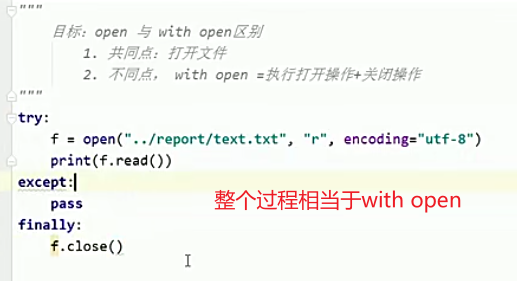 """
目标：open 与 with open区别
1. 共同点：打开文件
2. 不同点， with open =执行打开操作+关闭操作
"""
try:
f = open("../report/text.txt", "r", encoding="utf-8")
print(f.read())
except:
pass
整个过程相当于with open
finally:
f.close()